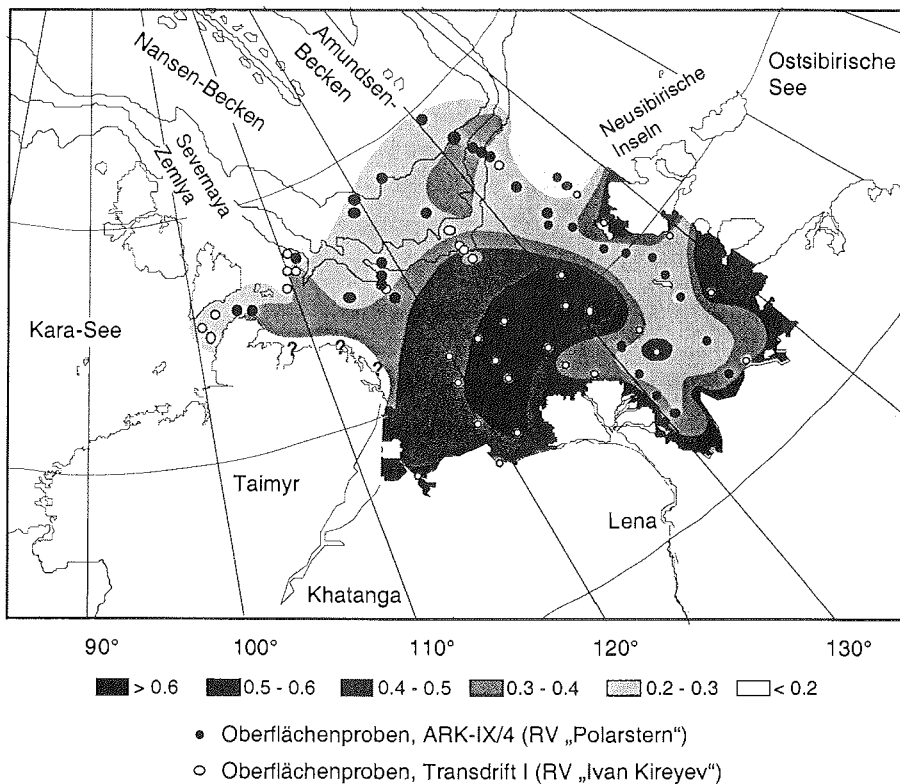 Amundsen-
Becken
Nansen-Becken
Severnaya
Zemlya
Neusibirische
Inseln
Ostsibirische
See
Kara-See
? ? ?
Taimyr
Lena
Khatanga
90° 100° 110° 120° 130°
> 0.6 0.5 - 0.6 0.4 - 0.5 0.3 - 0.4 0.2 - 0.3 < 0.2
Oberflächenproben, ARK-IX/4 (RV „Polarstern“)
Oberflächenproben, Transdrift I (RV „Ivan Kireyev“)